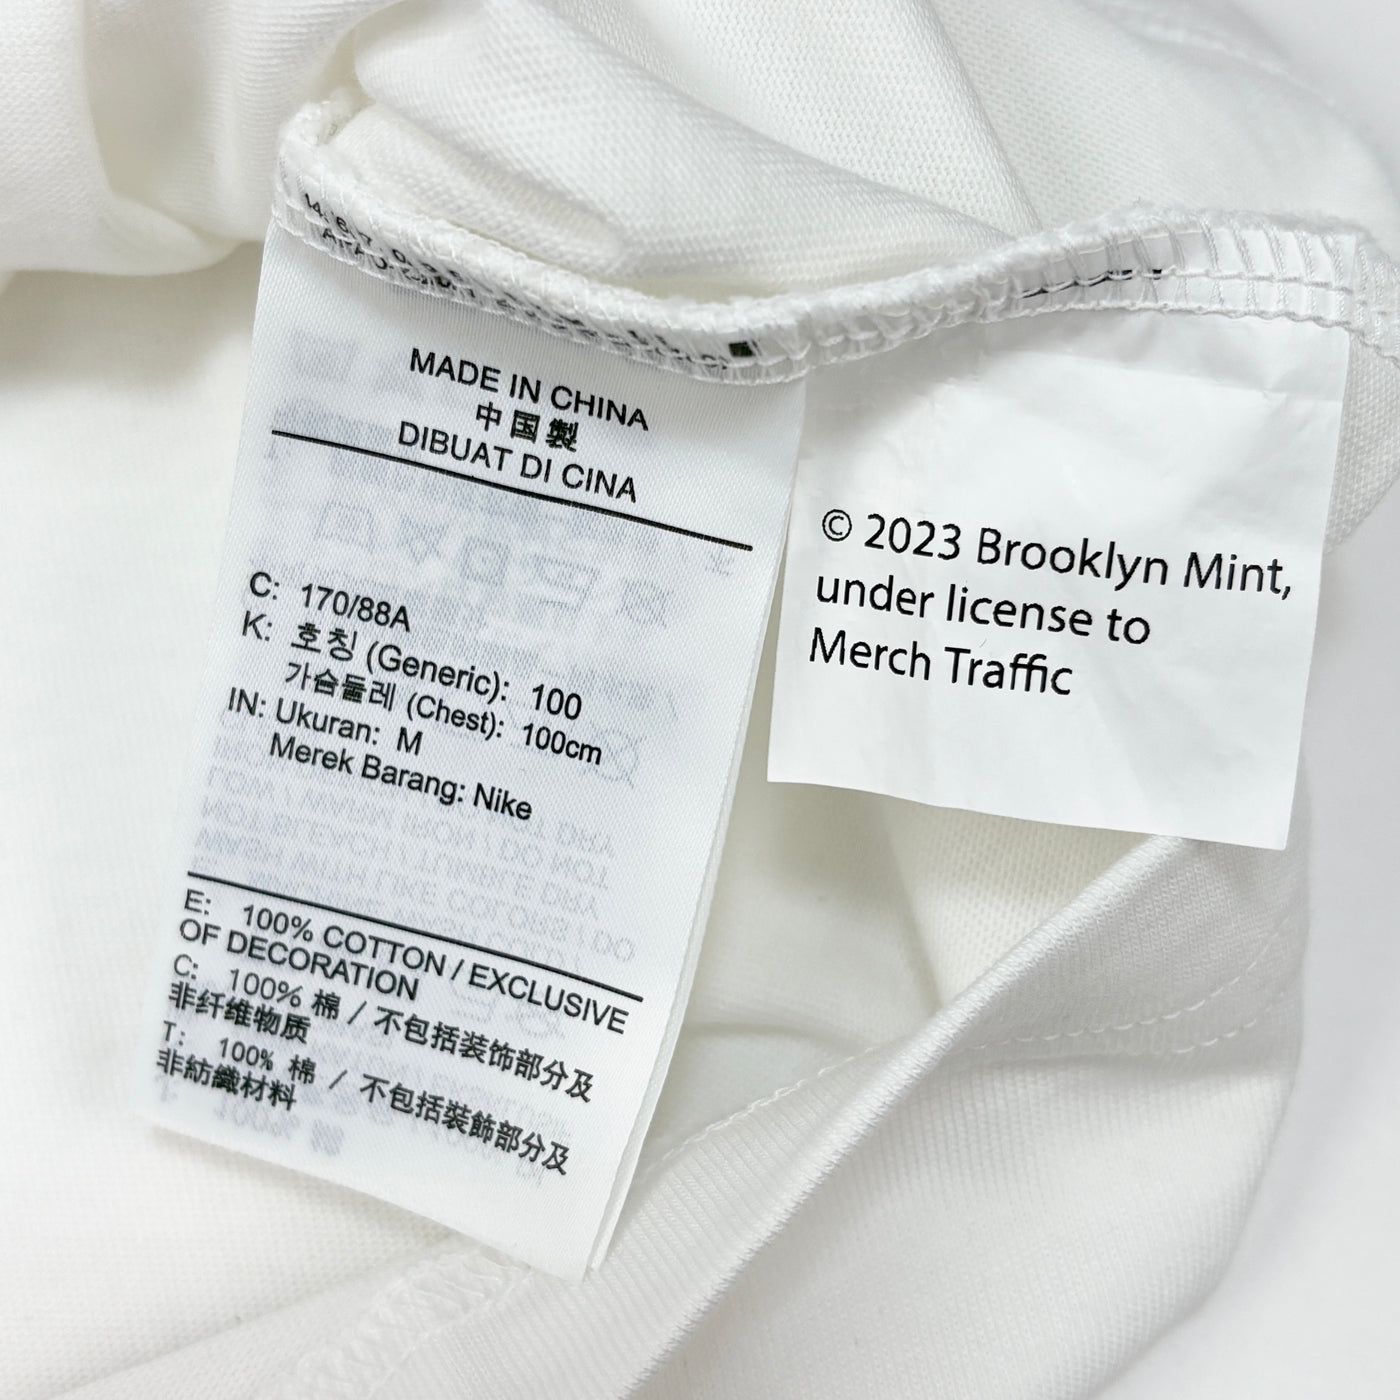 MADE IN CHINA
中国製
DIBUAT DI CINA
C: 170/88A
K: 호칭 (Generic): 100
가슴둘레 (Chest): 100cm
IN: Ukuran: M
Merek Barang: Nike
E: 100% COTTON / EXCLUSIVE
OF DECORATION
C: 100% 棉 / 不包括装饰部分及
非纤维物质
T: 100% 棉 / 不包括裝飾部分及
非紡織材料
© 2023 Brooklyn Mint,
under license to
Merch Traffic